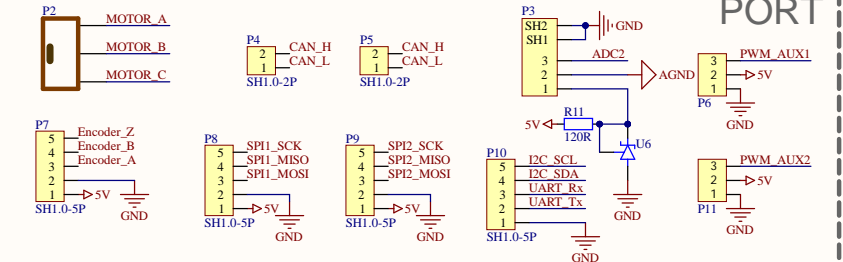 PORT
P2
MOTOR_A
MOTOR_B
MOTOR_C
P4
2
1
CAN_H
CAN_L
SH1.0-2P
P5
2
1
CAN_H
CAN_L
SH1.0-2P
P3
SH2
SH1
3
2
1
GND
ADC2
AGND
R11
5V
120R
U6
GND
3
2
1
P6
PWM_AUX1
5V
GND
P7
5
4
3
2
1
Encoder_Z
Encoder_B
Encoder_A
5V
SH1.0-5P
GND
P8
5
4
3
2
1
SPI1_SCK
SPI1_MISO
SPI1_MOSI
5V
SH1.0-5P
GND
P9
5
4
3
2
1
SPI2_SCK
SPI2_MISO
SPI2_MOSI
5V
SH1.0-5P
GND
P10
5
4
3
2
1
I2C_SCL
I2C_SDA
UART_Rx
UART_Tx
SH1.0-5P
GND
3
2
1
P11
PWM_AUX2
5V
GND